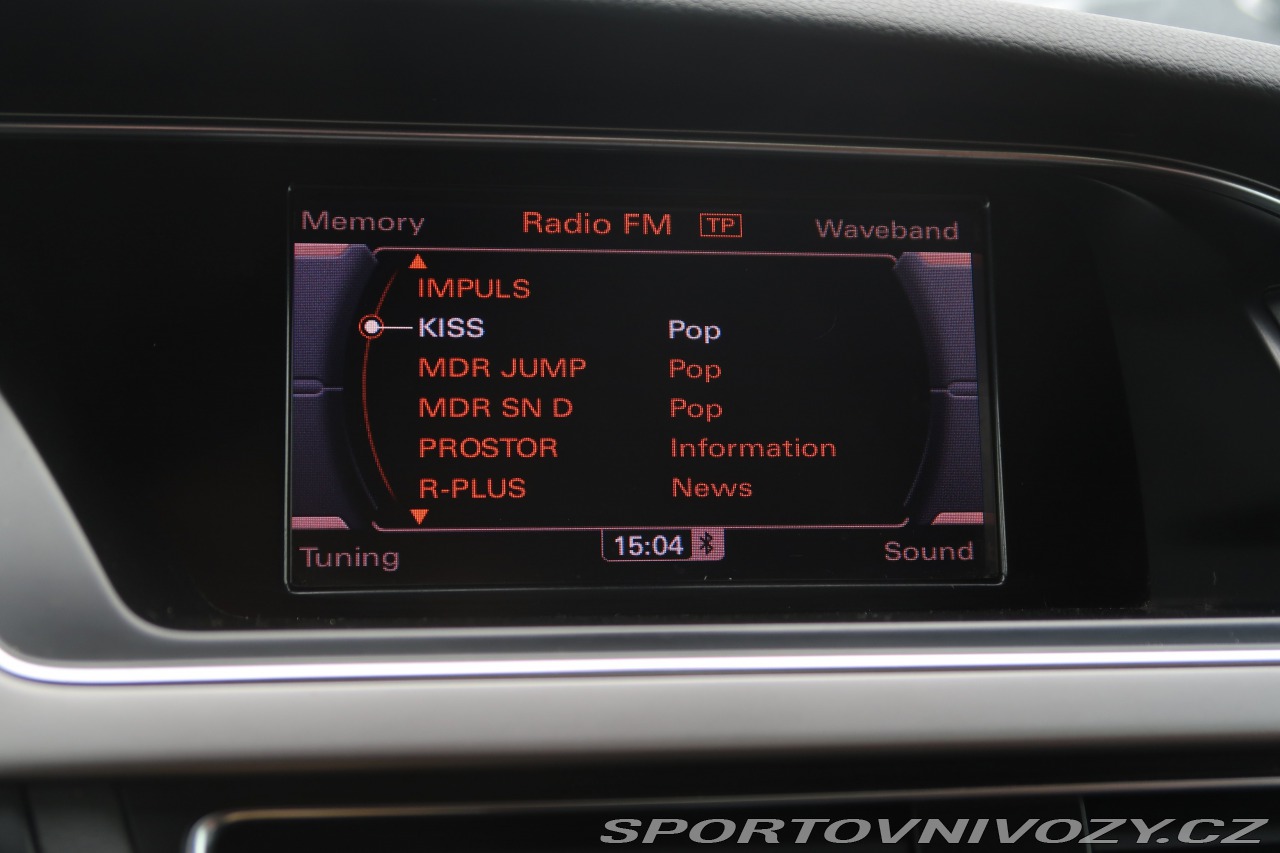 Memory Radio FM TP Waveband
IMPULS
KISS Pop
MDR JUMP Pop
MDR SN D Pop
PROSTOR Information
R-PLUS News
Tuning 15:04 Sound
SPORTOVNIVOZY.CZ